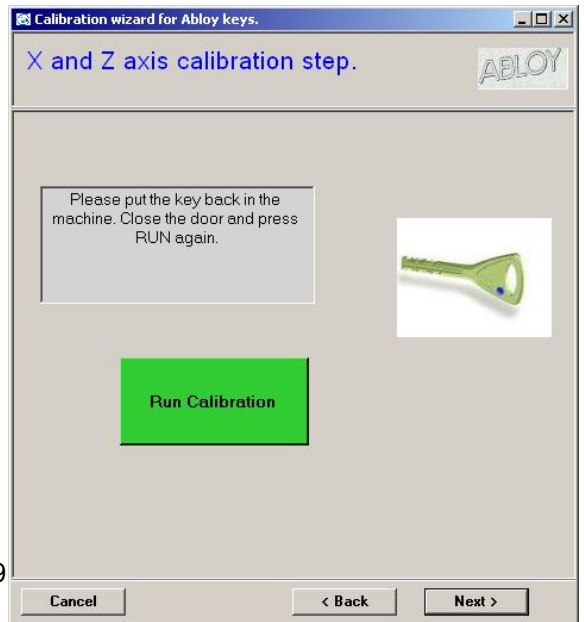 Calibration wizard for Abloy keys.
X and Z axis calibration step.
ABLOY
Please put the key back in the
machine. Close the door and press
RUN again.
Run Calibration
9
Cancel
< Back
Next >